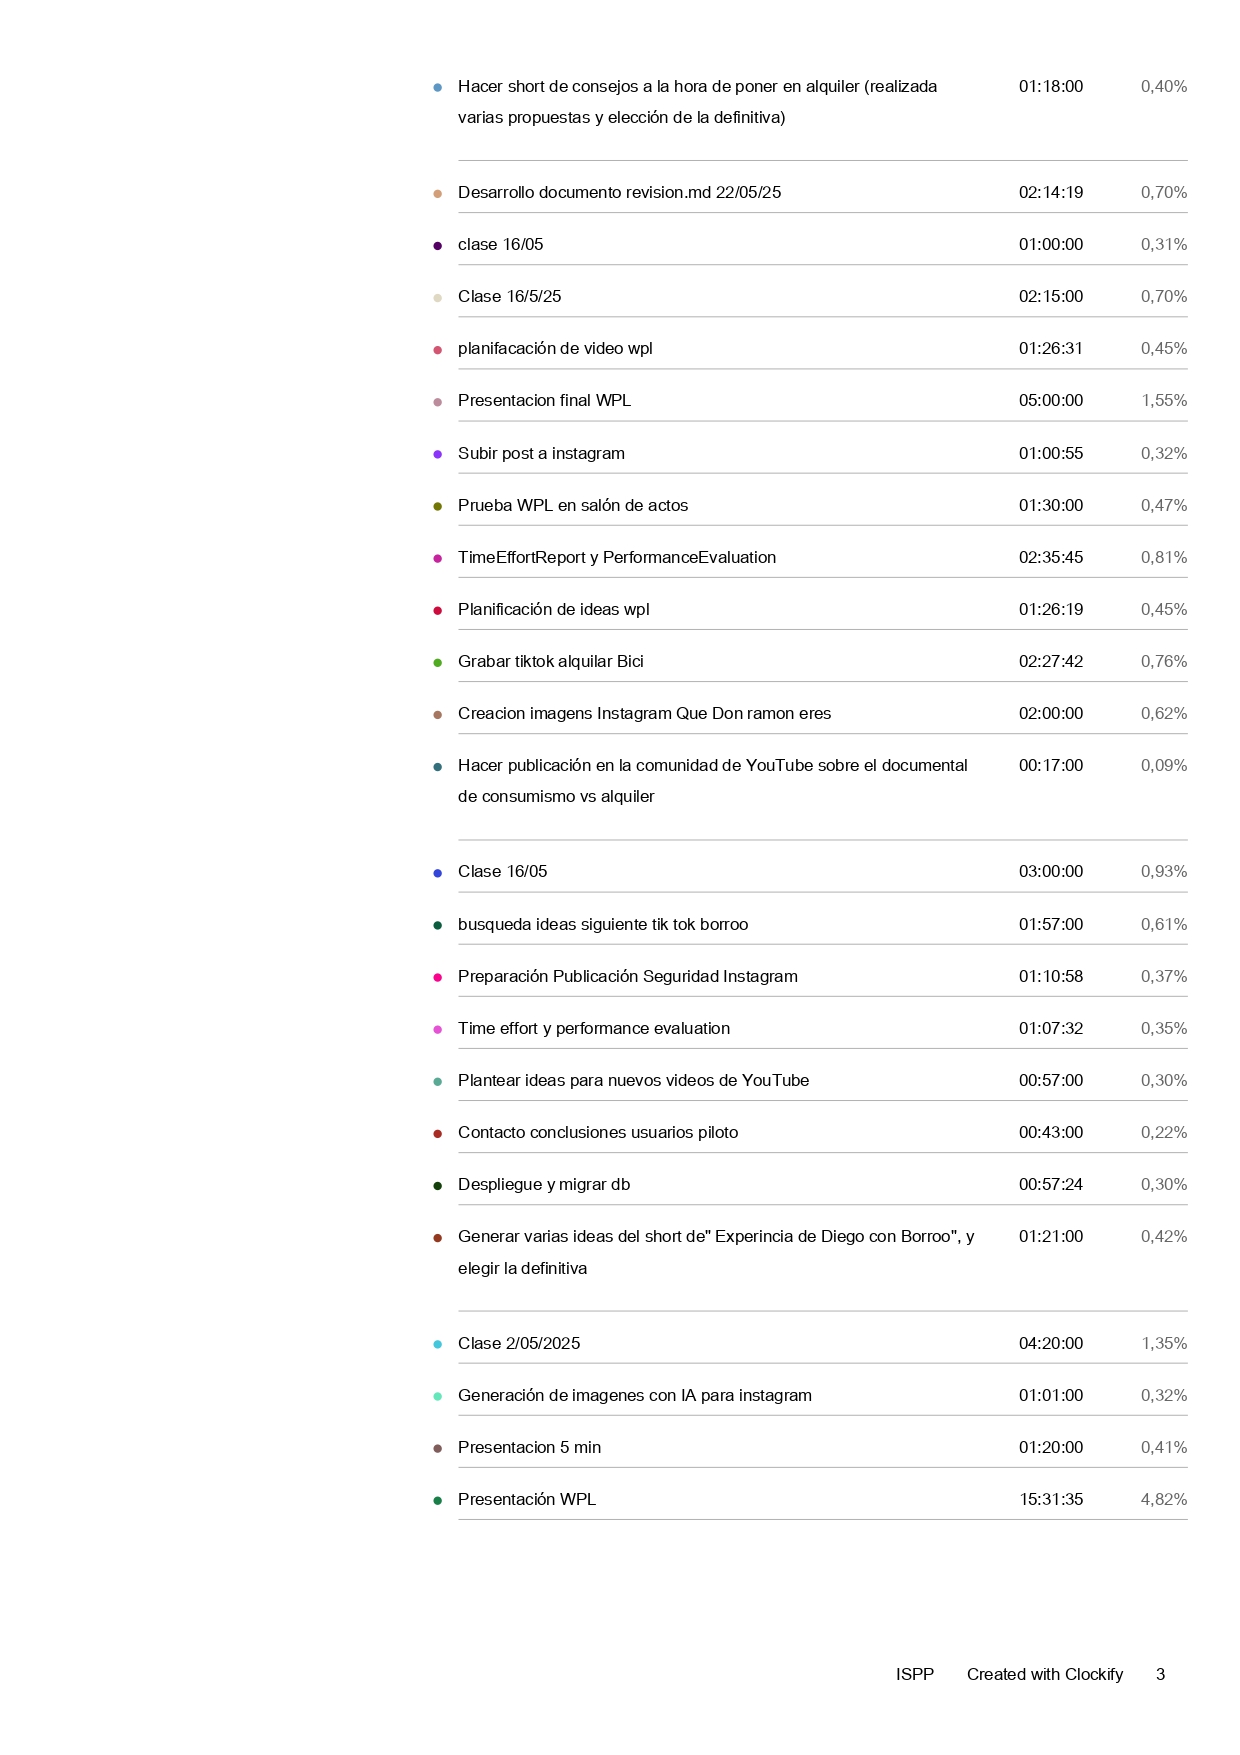 Hacer short de consejos a la hora de poner en alquiler (realizada 01:18:00 0,40%
varias propuestas y elección de la definitiva)
Desarrollo documento revision.md 22/05/25 02:14:19 0,70%
clase 16/05 01:00:00 0,31%
Clase 16/5/25 02:15:00 0,70%
planifacación de video wpl 01:26:31 0,45%
Presentacion final WPL 05:00:00 1,55%
Subir post a instagram 01:00:55 0,32%
Prueba WPL en salón de actos 01:30:00 0,47%
TimeEffortReport y PerformanceEvaluation 02:35:45 0,81%
Planificación de ideas wpl 01:26:19 0,45%
Grabar tiktok alquilar Bici 02:27:42 0,76%
Creacion imagens Instagram Que Don ramon eres 02:00:00 0,62%
Hacer publicación en la comunidad de YouTube sobre el documental 00:17:00 0,09%
de consumismo vs alquiler
Clase 16/05 03:00:00 0,93%
busqueda ideas siguiente tik tok borroo 01:57:00 0,61%
Preparación Publicación Seguridad Instagram 01:10:58 0,37%
Time effort y performance evaluation 01:07:32 0,35%
Plantear ideas para nuevos videos de YouTube 00:57:00 0,30%
Contacto conclusiones usuarios piloto 00:43:00 0,22%
Despliegue y migrar db 00:57:24 0,30%
Generar varias ideas del short de" Experincia de Diego con Borroo", y 01:21:00 0,42%
elegir la definitiva
Clase 2/05/2025 04:20:00 1,35%
Generación de imagenes con IA para instagram 01:01:00 0,32%
Presentacion 5 min 01:20:00 0,41%
Presentación WPL 15:31:35 4,82%
ISPP Created with Clockify 3